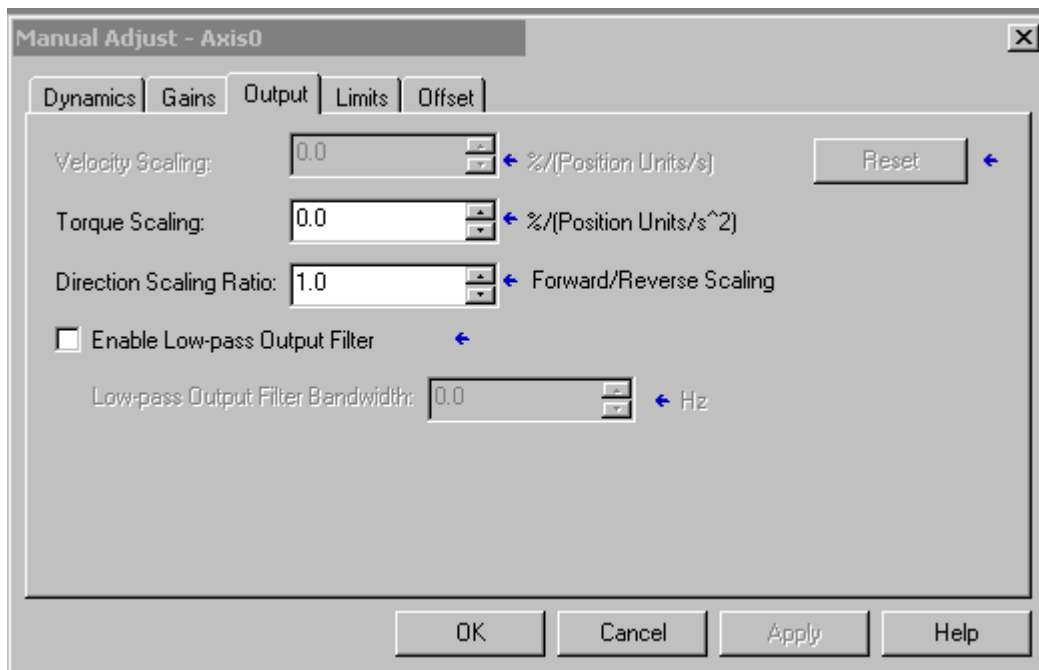 Manual Adjust - Axis0
Dynamics Gains Output Limits Offset
Velocity Scaling: 0.0 %/(Position Units/s) Reset
Torque Scaling: 0.0 %/(Position Units/s^2)
Direction Scaling Ratio: 1.0 Forward/Reverse Scaling
Enable Low-pass Output Filter
Low-pass Output Filter Bandwidth: 0.0 Hz
OK Cancel Apply Help